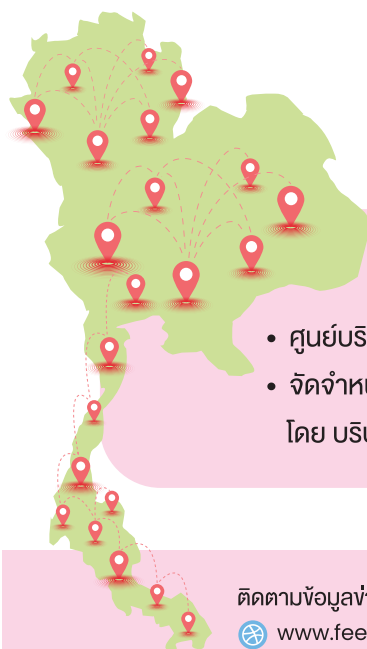 • ศูนย์บริ
• จัดจำหน
โดย บริษ
ติดตามข้อมูลข่
www.fee